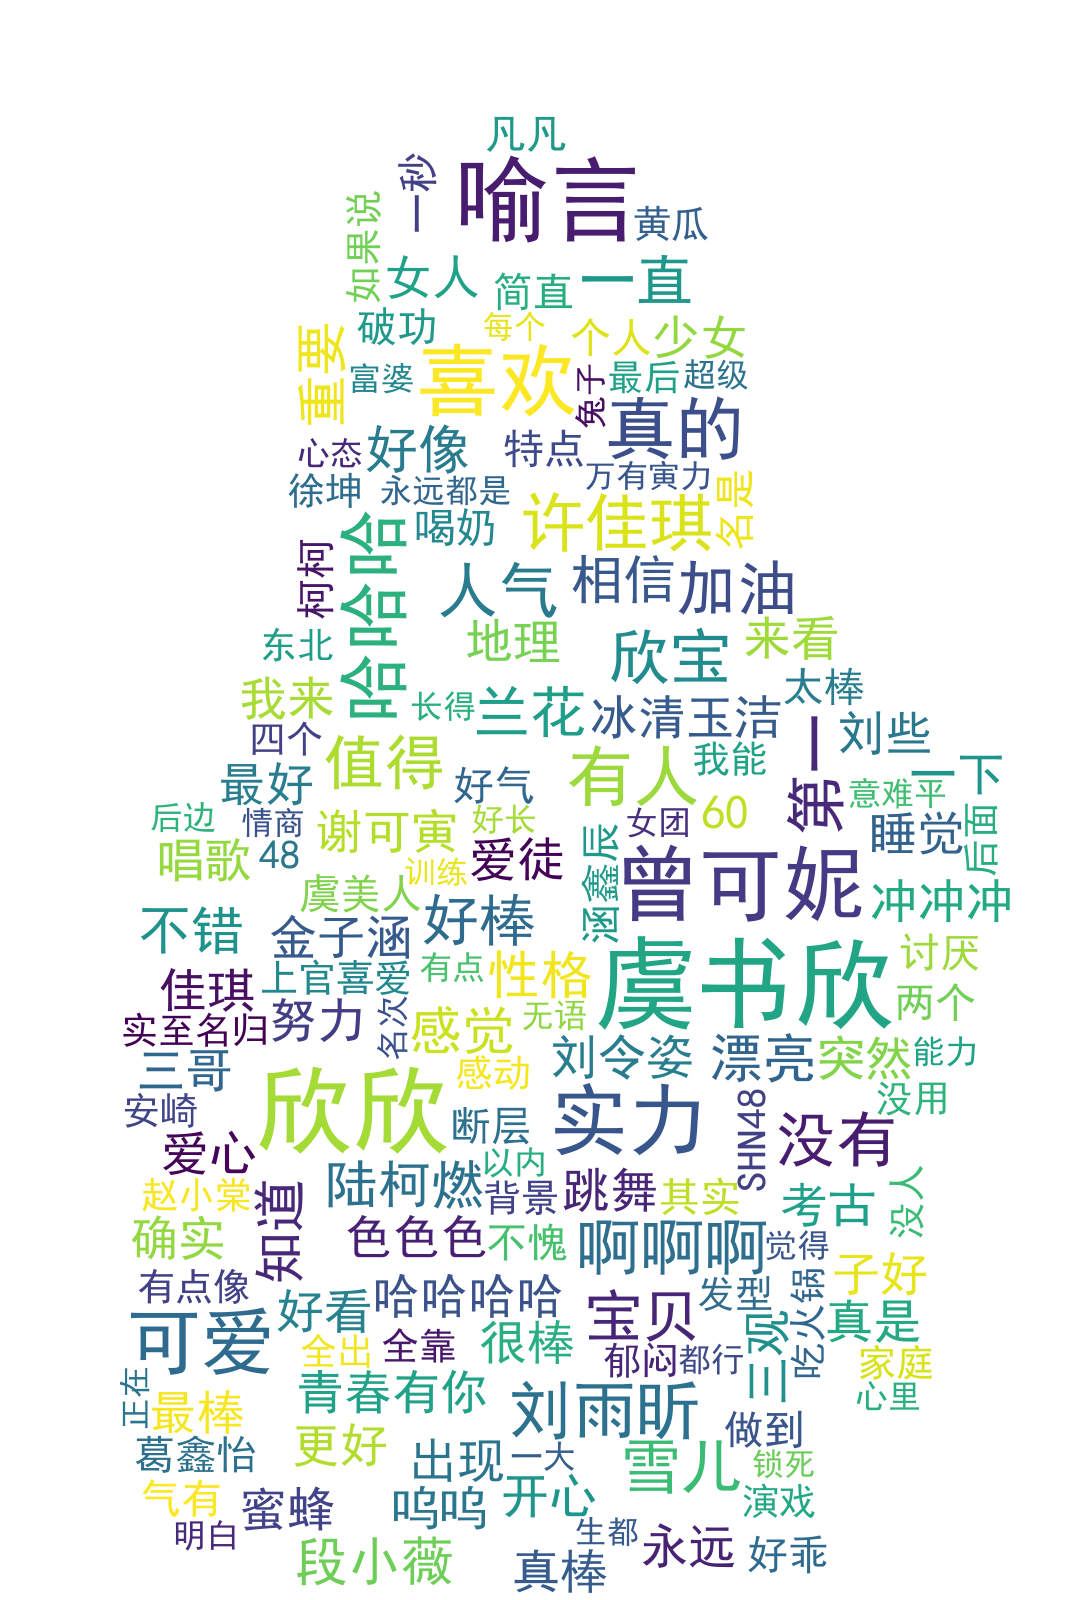 凡凡
一秒
喻言
黄瓜
如果说
女人
简直
一直
破功
每个
个人
少女
重要
富婆
喜欢
兔子
最后
超级
真的
心态
好像
特点
万有寅力
徐坤
永远都是
喝奶
许佳琪
名是
哈哈哈
柯柯
人气
相信
加油
东北
地理
欣宝
来看
我来
长得
兰花
冰清玉洁
太棒
四个
值得
有人
我能
第一
刘些
一下
最好
好气
意难平
后边
情商
谢可寅
好长
涵鑫辰
女团
60
睡觉
后面
唱歌
48
训练
爱徒
曾可妮
虞美人
冲冲冲
不错
金子涵
好棒
虞书欣
讨厌
佳琪
上官喜爱
有点
性格
两个
实至名归
努力
名次
感觉
无语
三哥
感动
刘令姿
漂亮
突然
能力
安崎
欣欣
断层
实力
SHN48
没用
没有
爱心
陆柯燃
以内
赵小棠
知道
背景
跳舞
其实
考古
没人
确实
色色色
不愧
啊啊啊
觉得
有点像
好看
哈哈哈哈
宝贝
发型
吃火锅
子好
可爱
全出
全靠
很棒
郁闷
都行
三观
真是
家庭
正在
最棒
青春有你
刘雨昕
做到
心里
葛鑫怡
更好
出现
一大
雪儿
锁死
气有
蜜蜂
呜呜
开心
演戏
明白
生都
永远
好乖
段小薇
真棒